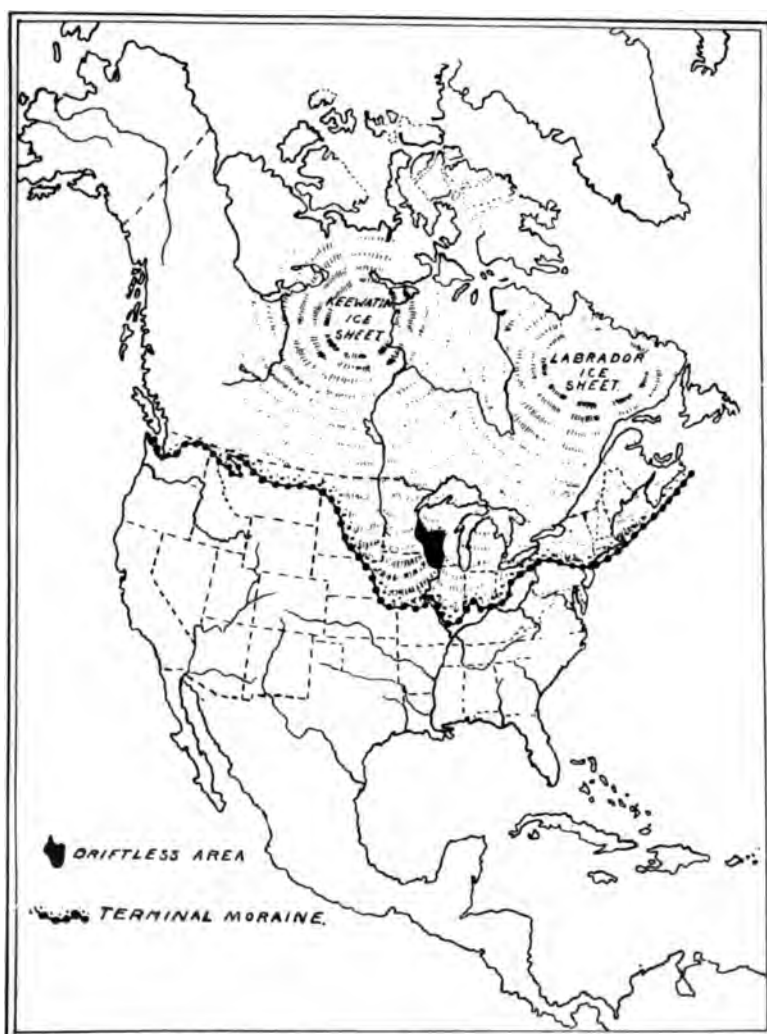 KEEWATIN
ICE
SHEET
LABRADOR
ICE
SHEET.
DRIFTLESS AREA
TERMINAL MORAINE.